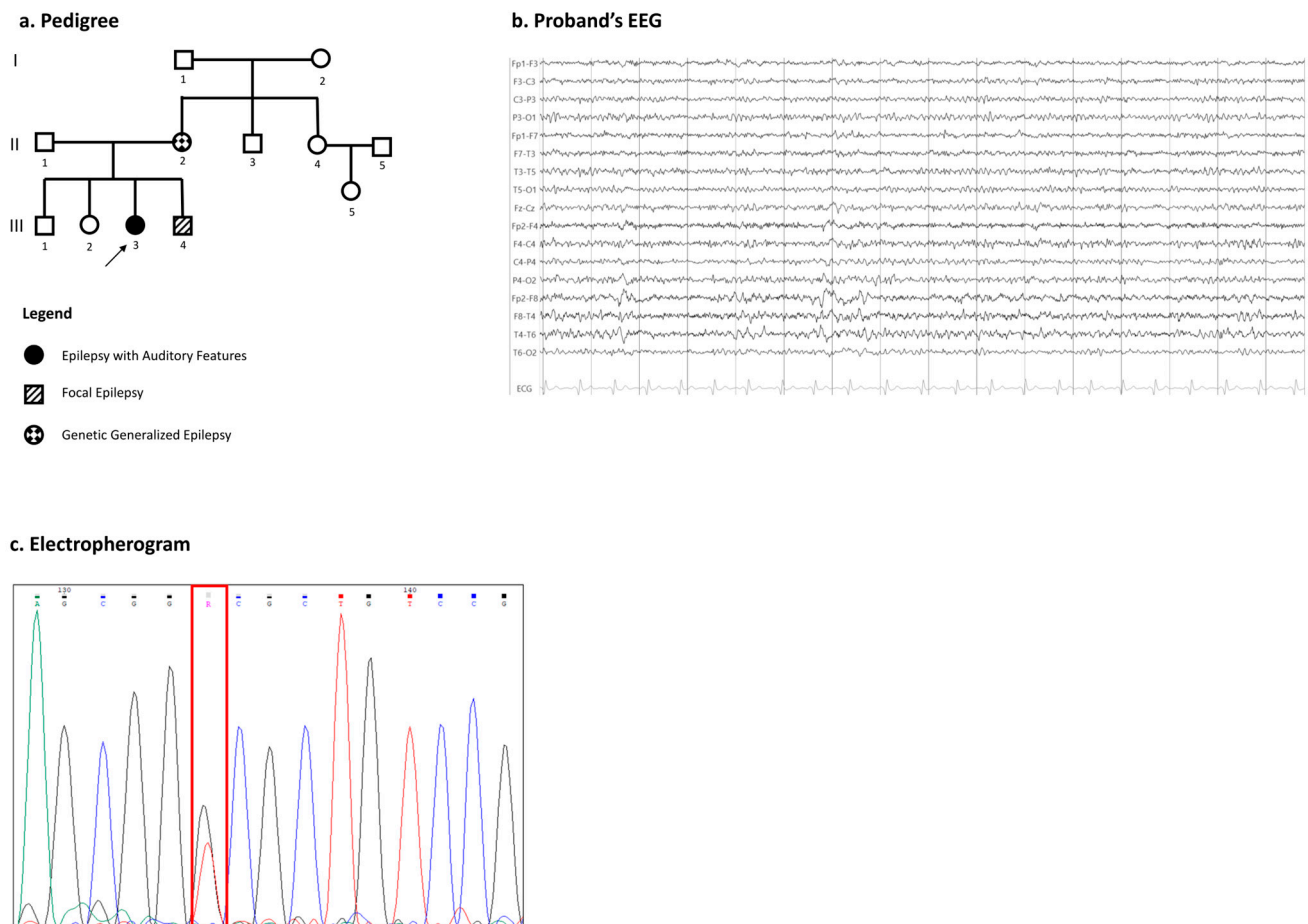 a. Pedigree
I
1
2
II
1
2
3
4
5
5
III
1
2
3
4
Legend
Epilepsy with Auditory Features
Focal Epilepsy
Genetic Generalized Epilepsy
b. Proband’s EEG
Fp1-F3
F3-C3
C3-P3
P3-O1
Fp1-F7
F7-T3
T3-T5
T5-O1
Fz-Cz
Fp2-F4
F4-C4
C4-P4
P4-O2
Fp2-F8
F8-T4
T4-T6
T6-O2
ECG
c. Electropherogram
130 140
A G C G G R C G C T G T C C G